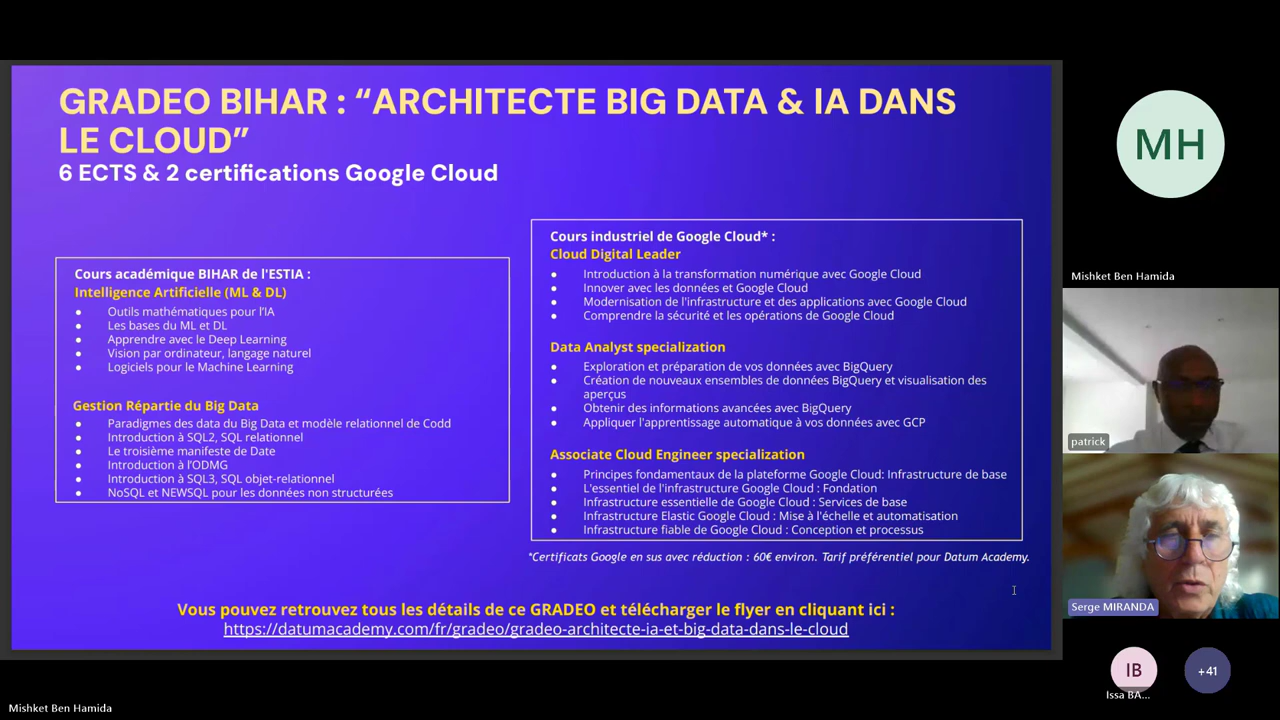 GRADEO BIHAR : “ARCHITECTE BIG DATA & IA DANS
LE CLOUD”
6 ECTS & 2 certifications Google Cloud
Cours académique BIHAR de l'ESTIA :
Intelligence Artificielle (ML & DL)
● Outils mathématiques pour l’IA
● Les bases du ML et DL
● Apprendre avec le Deep Learning
● Vision par ordinateur, langage naturel
● Logiciels pour le Machine Learning
Gestion Répartie du Big Data
● Paradigmes des data du Big Data et modèle relationnel de Codd
● Introduction à SQL2, SQL relationnel
● Le troisième manifeste de Date
● Introduction à l’ODMG
● Introduction à SQL3, SQL objet-relationnel
● NoSQL et NEWSQL pour les données non structurées
Cours industriel de Google Cloud* :
Cloud Digital Leader
● Introduction à la transformation numérique avec Google Cloud
● Innover avec les données et Google Cloud
● Modernisation de l'infrastructure et des applications avec Google Cloud
● Comprendre la sécurité et les opérations de Google Cloud
Data Analyst specialization
● Exploration et préparation de vos données avec BigQuery
● Création de nouveaux ensembles de données BigQuery et visualisation des
aperçus
● Obtenir des informations avancées avec BigQuery
● Appliquer l'apprentissage automatique à vos données avec GCP
Associate Cloud Engineer specialization
● Principes fondamentaux de la plateforme Google Cloud: Infrastructure de base
● L'essentiel de l'infrastructure Google Cloud : Fondation
● Infrastructure essentielle de Google Cloud : Services de base
● Infrastructure Elastic Google Cloud : Mise à l'échelle et automatisation
● Infrastructure fiable de Google Cloud : Conception et processus
*Certificats Google en sus avec réduction : 60€ environ. Tarif préférentiel pour Datum Academy.
Vous pouvez retrouvez tous les détails de ce GRADEO et télécharger le flyer en cliquant ici :
https://datumacademy.com/fr/gradeo/gradeo-architecte-ia-et-big-data-dans-le-cloud
MH
Mishket Ben Hamida
patrick
Serge MIRANDA
IB
+41
Issa BA...
Mishket Ben Hamida